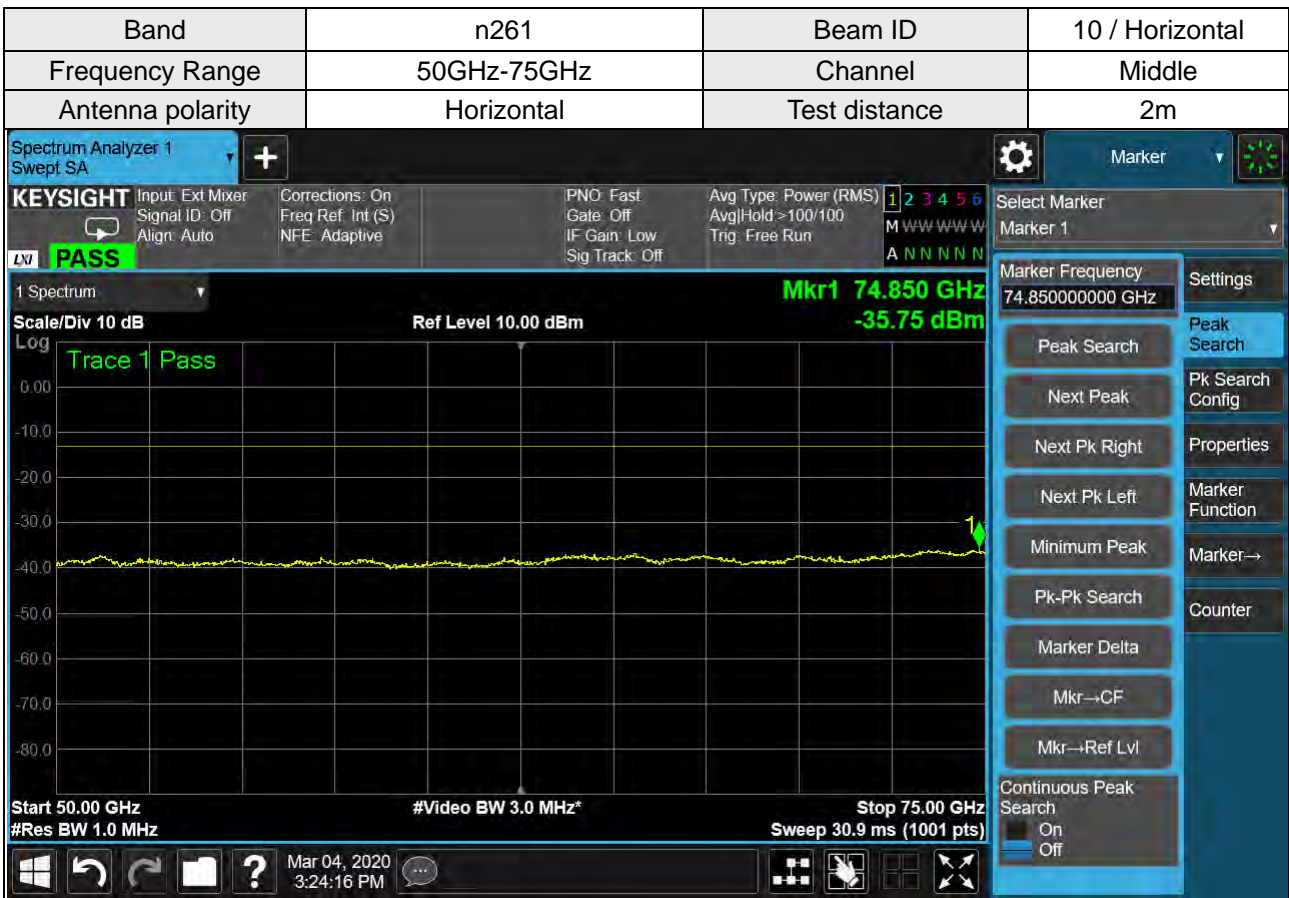 Band n261 Beam ID 10 / Horizontal
Frequency Range 50GHz-75GHz Channel Middle
Antenna polarity Horizontal Test distance 2m
Spectrum Analyzer 1
Swept SA
+
Marker
KEYSIGHT
LXI PASS
Input: Ext Mixer
Signal ID: Off
Align: Auto
Corrections: On
Freq Ref: Int (S)
NFE: Adaptive
PNO: Fast
Gate: Off
IF Gain: Low
Sig Track: Off
Avg Type: Power (RMS)
Avg|Hold:>100/100
Trig: Free Run
1 2 3 4 5 6
M W W W W W
A N N N N N
Select Marker
Marker 1
1 Spectrum
Scale/Div 10 dB
Ref Level 10.00 dBm
Mkr1 74.850 GHz
-35.75 dBm
Log
Trace 1 Pass
0.00
-10.0
-20.0
-30.0
-40.0
-50.0
-60.0
-70.0
-80.0
1
Start 50.00 GHz
#Res BW 1.0 MHz
#Video BW 3.0 MHz*
Stop 75.00 GHz
Sweep 30.9 ms (1001 pts)
Marker Frequency
74.850000000 GHz
Peak Search
Next Peak
Next Pk Right
Next Pk Left
Minimum Peak
Pk-Pk Search
Marker Delta
Mkr→CF
Mkr→Ref Lvl
Continuous Peak
Search
On
Off
Settings
Peak
Search
Pk Search
Config
Properties
Marker
Function
Marker→
Counter
?
Mar 04, 2020
3:24:16 PM